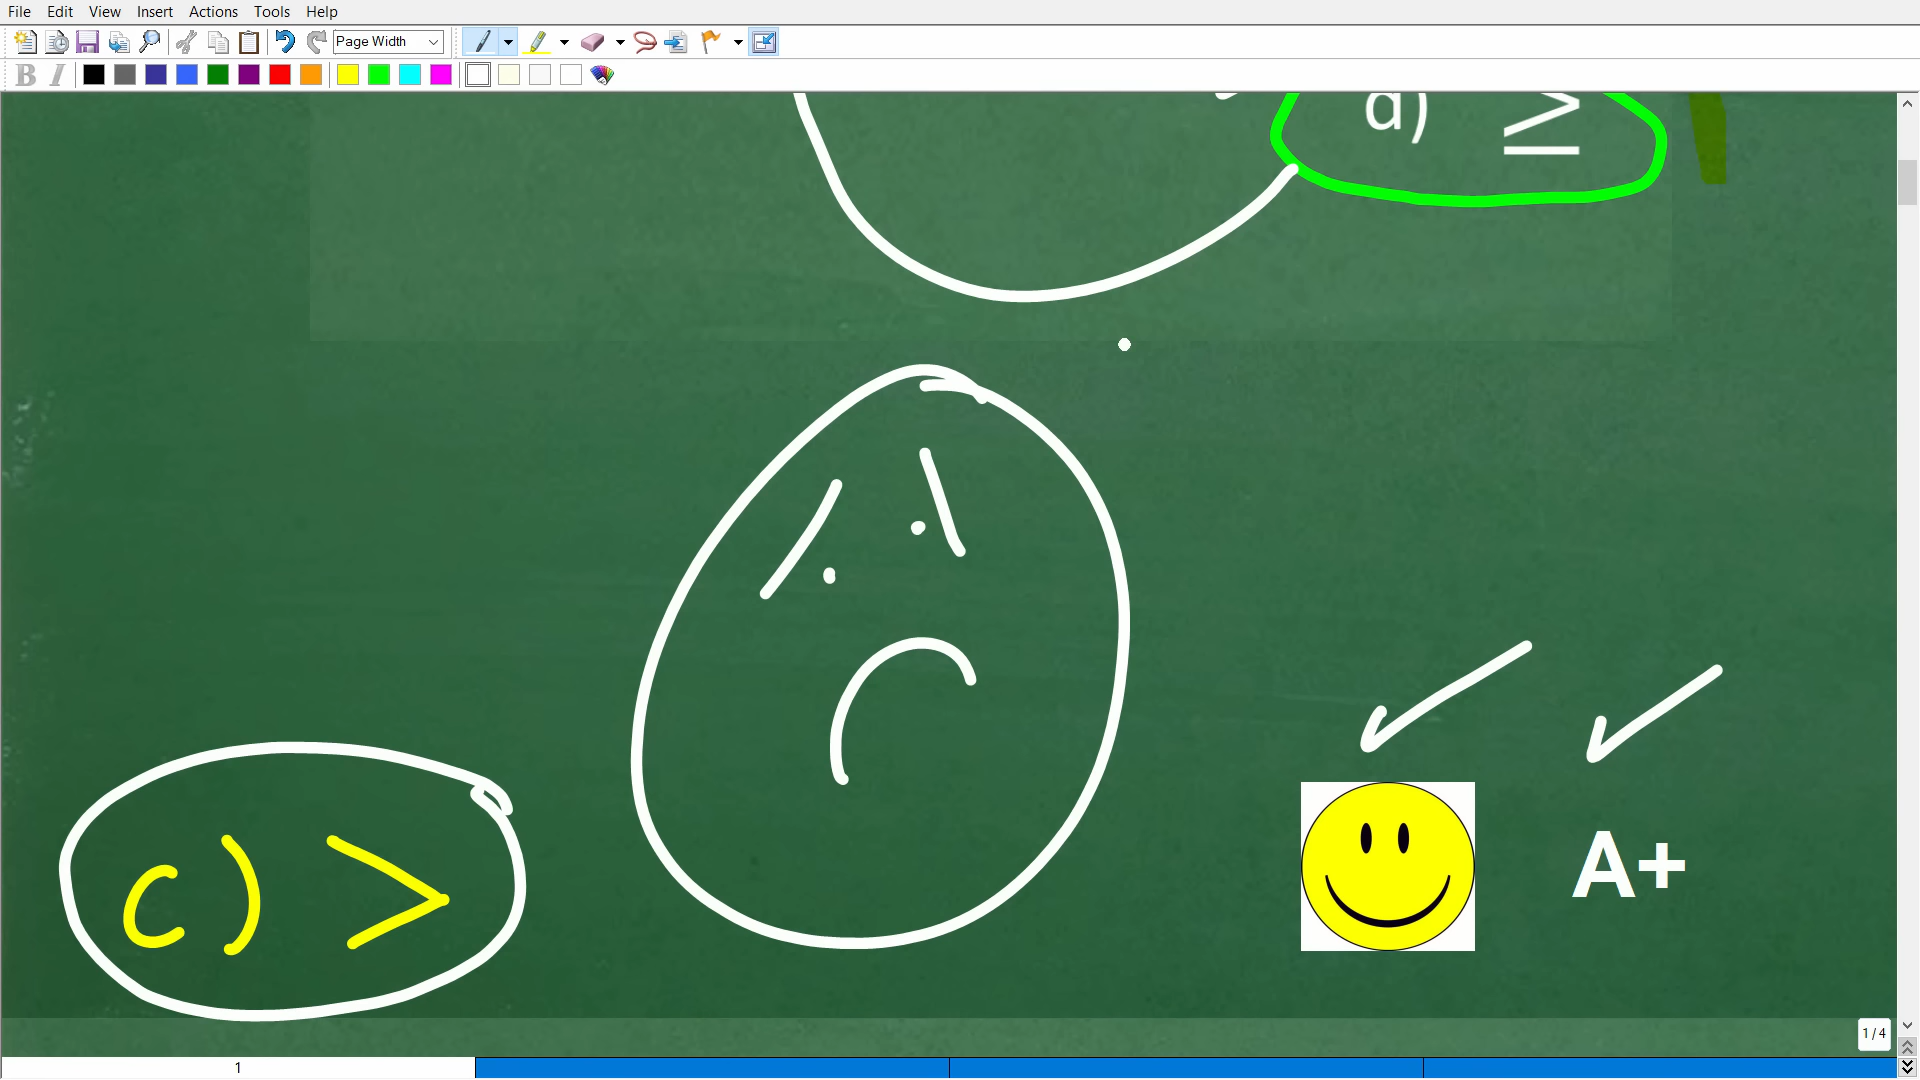 File Edit View Insert Actions Tools Help
Page Width
B I
d) ≥
c) >
A+
1 / 4
1